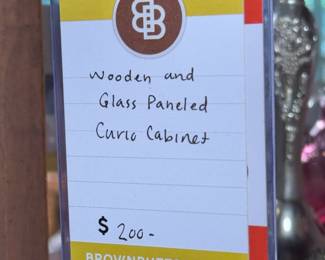 B
wooden and
Glass Paneled
Curio Cabinet
$ 200-